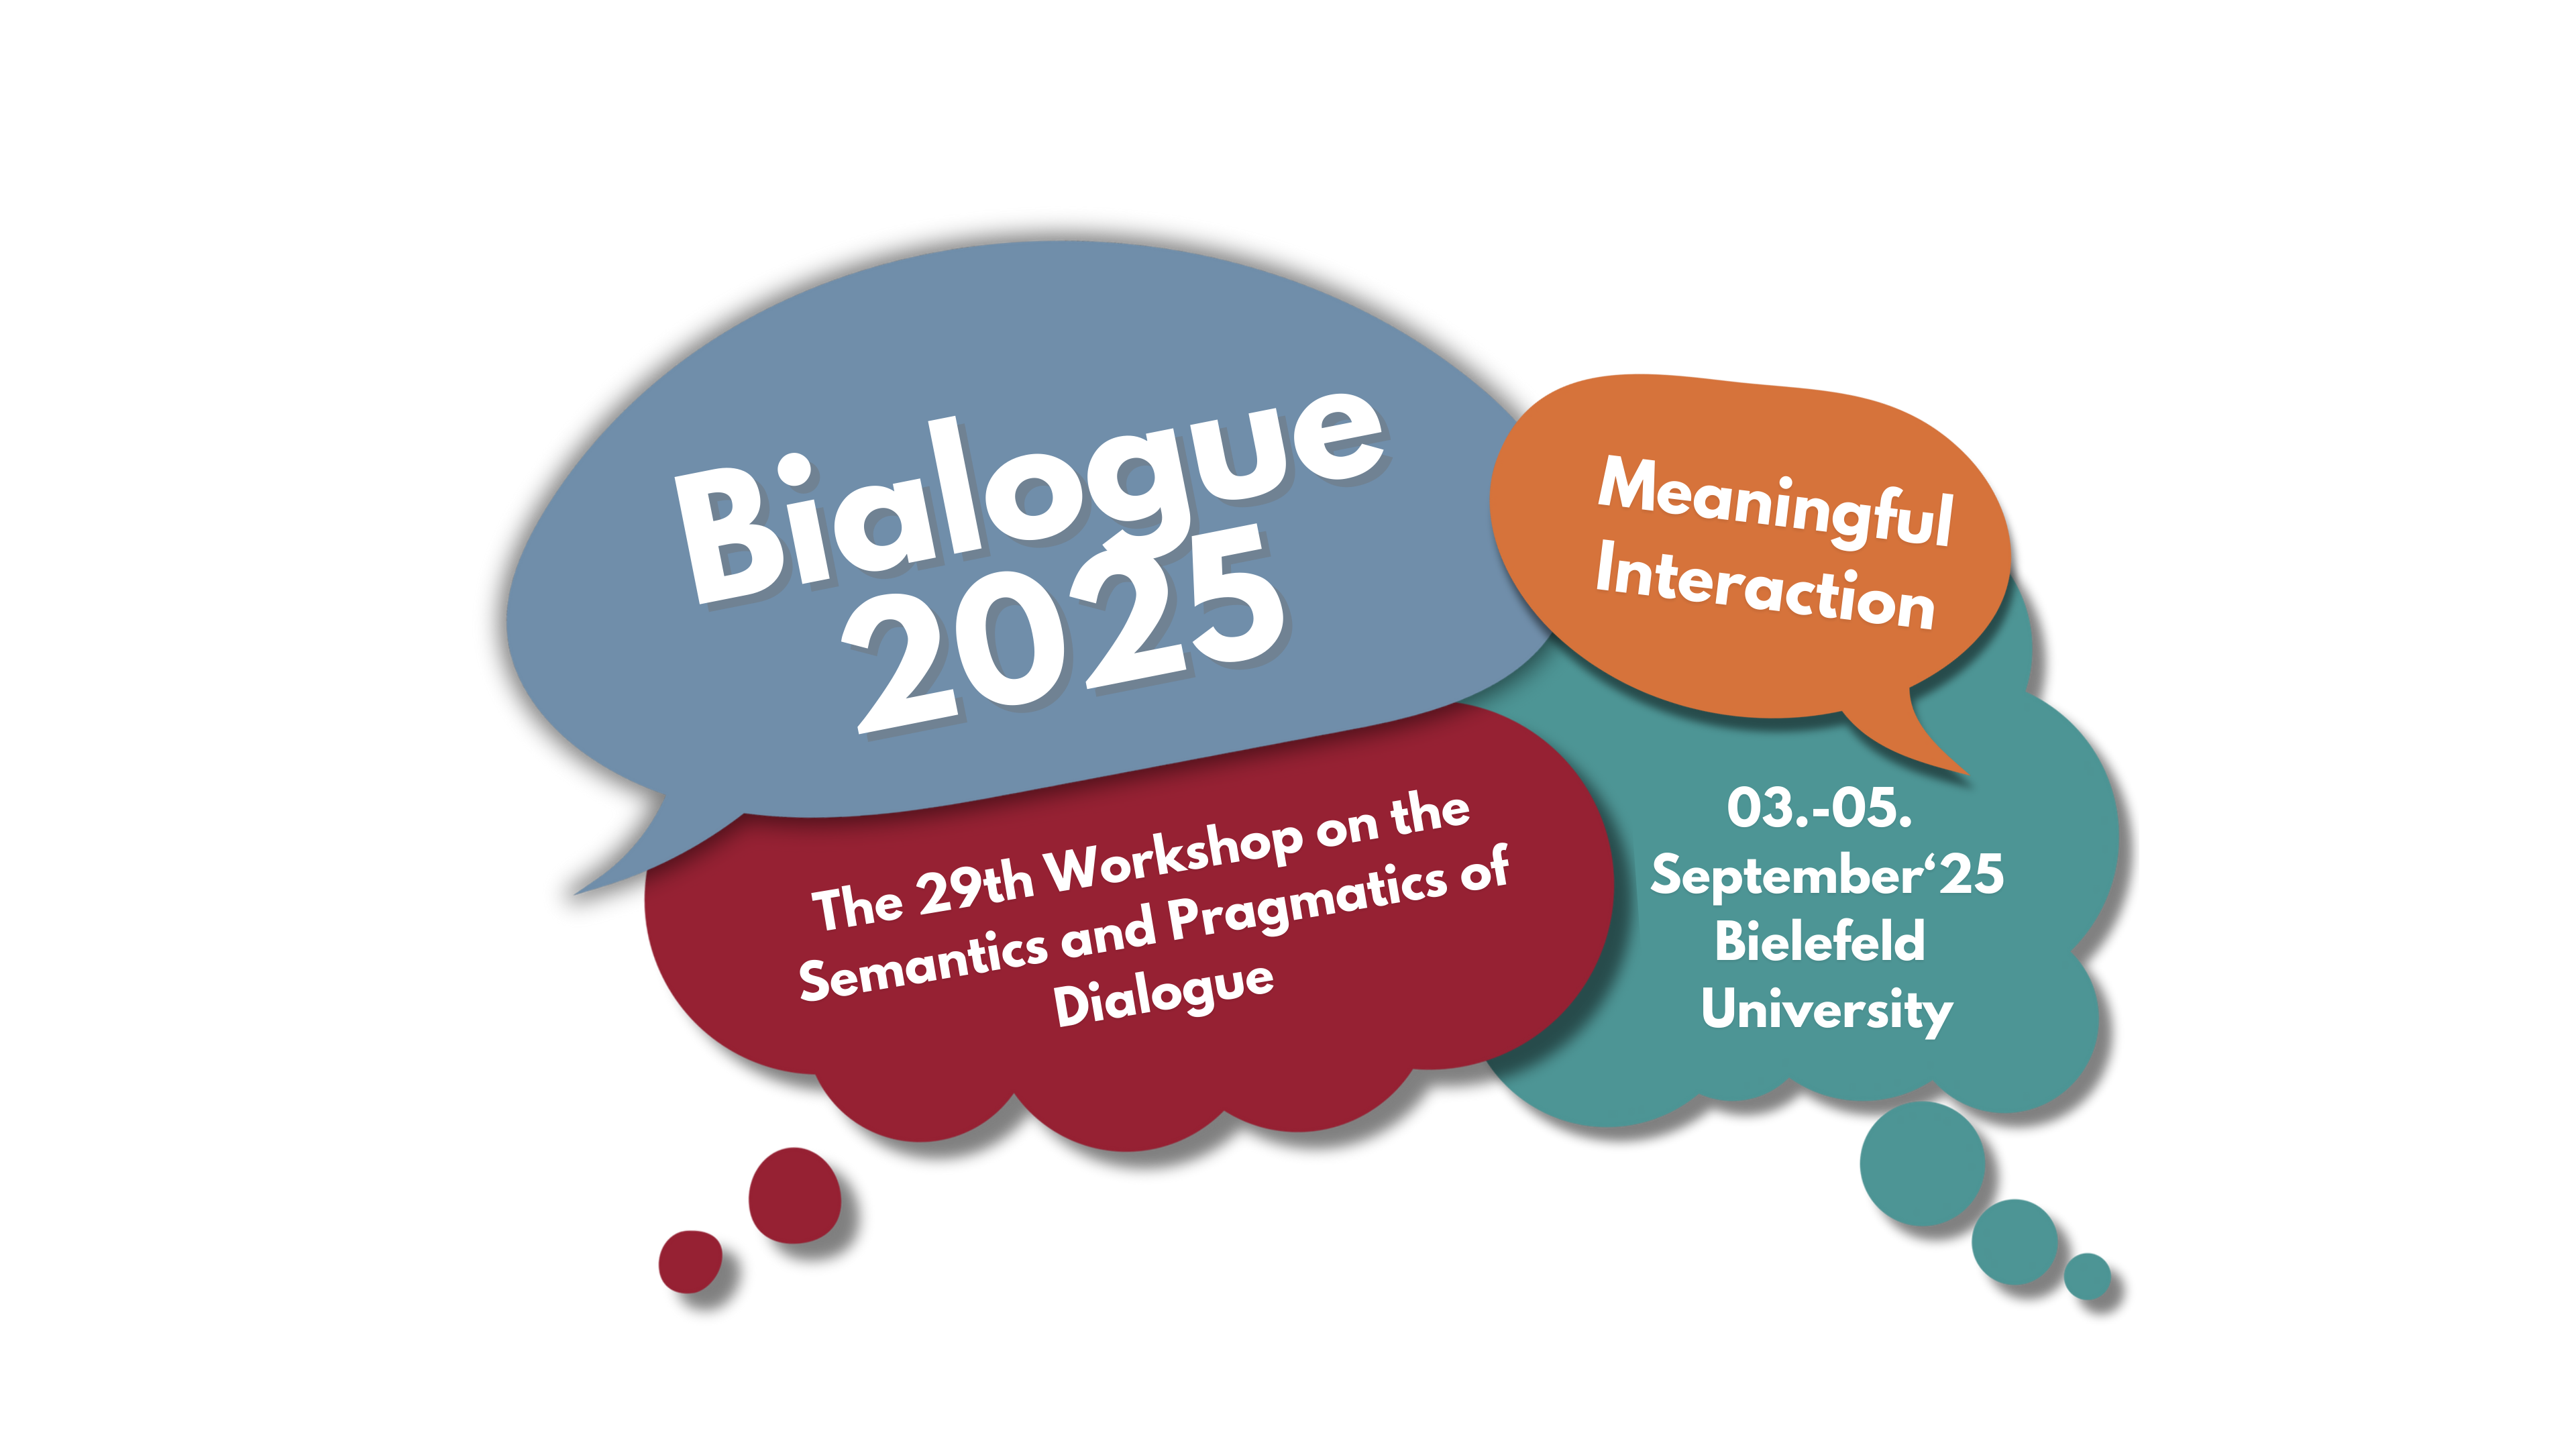 Bialogue
2025
Meaningful
Interaction
The 29th Workshop on the
Semantics and Pragmatics of
Dialogue
03.-05.
September‘25
Bielefeld
University